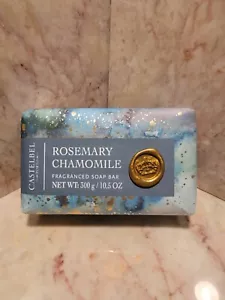 CASTELBEL
ROSEMARY
CHAMOMILE
FRAGRANCED SOAP BAR
NET WT: 300 g / 10,5 OZ